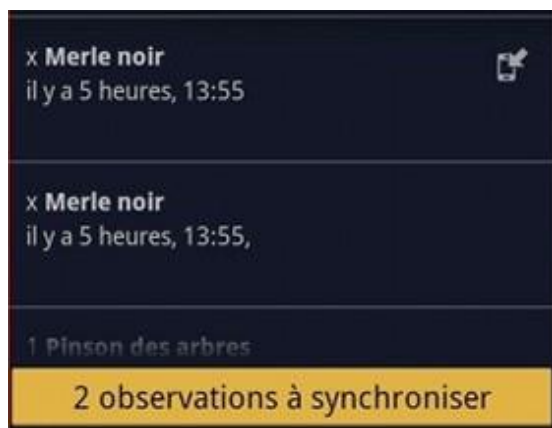 x Merle noir
il y a 5 heures, 13:55
x Merle noir
il y a 5 heures, 13:55,
1 Pinson des arbres
2 observations à synchroniser